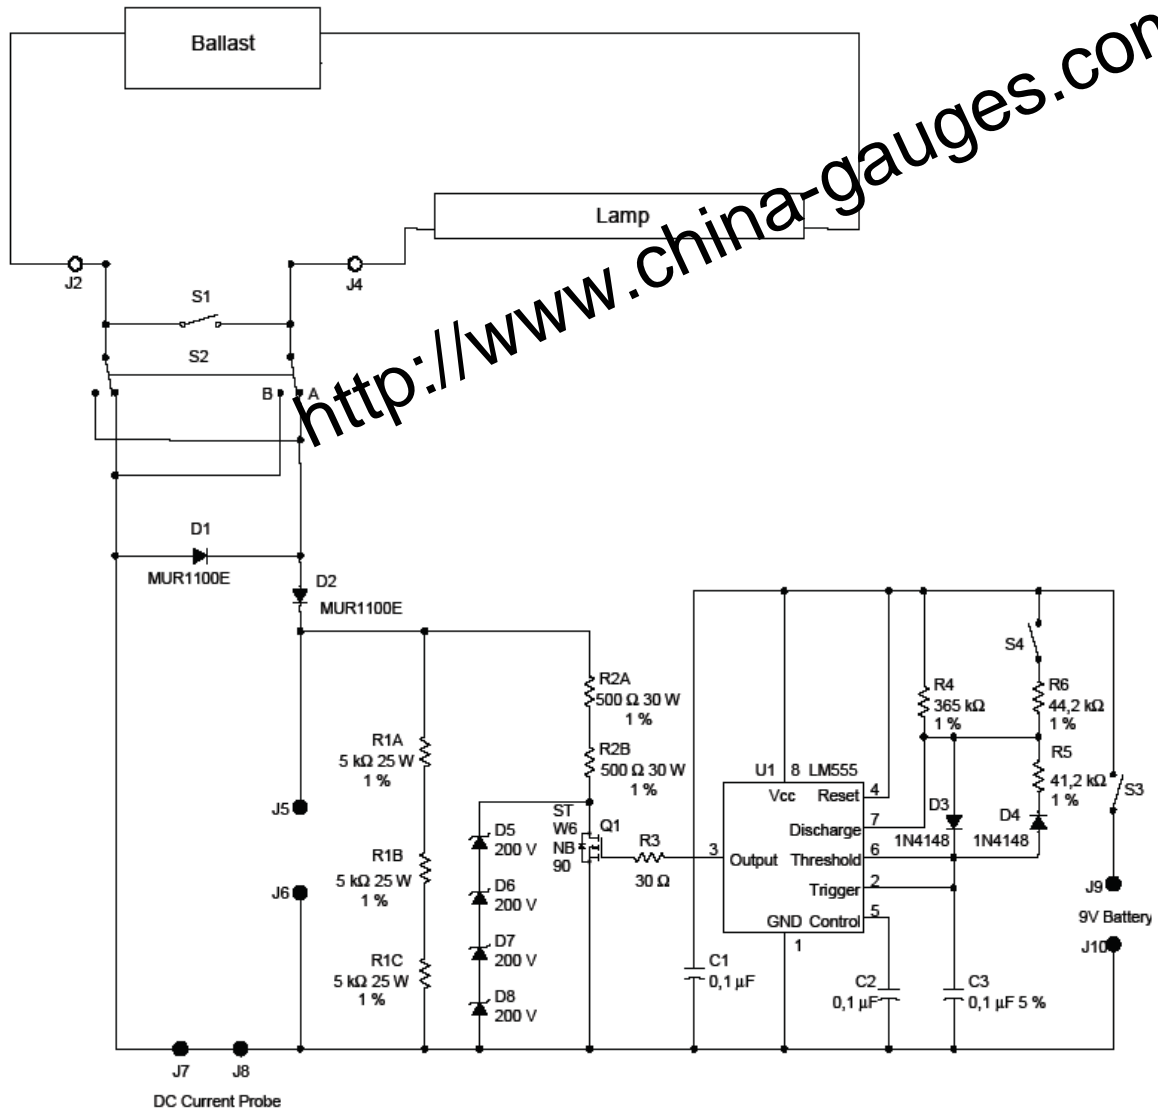 Ballast
http://www.china-gauges.com
Lamp
J2
J4
S1
S2
B
A
D1
MUR1100E
D2
MUR1100E
R2A
500 Ω 30 W
1 %
R1A
5 kΩ 25 W
1 %
R2B
500 Ω 30 W
1 %
S4
R4
365 kΩ
1 %
R6
44,2 kΩ
1 %
R5
41,2 kΩ
1 %
S3
J5
U1 8 LM555
Vcc Reset 4
Discharge 7
D3
1N4148
D4
1N4148
ST
W6
NB
90
Q1
R3
30 Ω
3 Output Threshold 6
Trigger 2
GND Control 5
1
D5
200 V
R1B
5 kΩ 25 W
1 %
J6
D6
200 V
D7
200 V
R1C
5 kΩ 25 W
1 %
D8
200 V
C1
0,1 µF
C2
0,1 µF
C3
0,1 µF 5 %
J9
9V Battery
J10
J7
J8
DC Current Probe